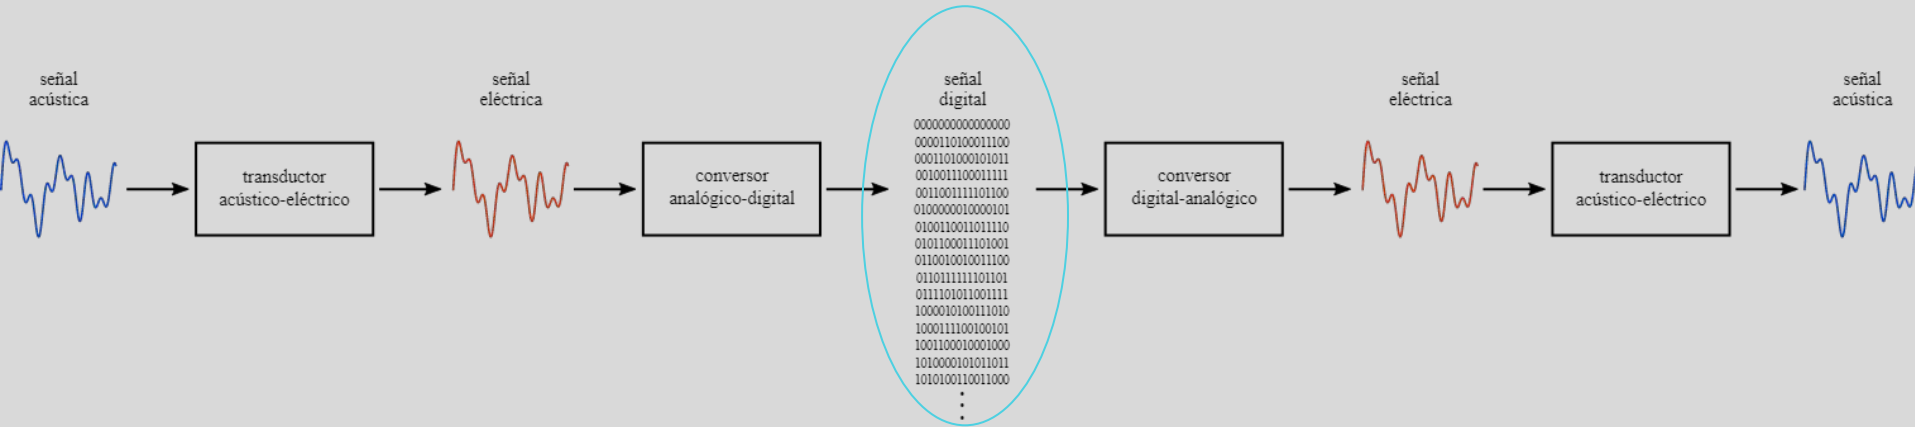 señal
acústica
transductor
acústico-eléctrico
señal
eléctrica
conversor
analógico-digital
señal
digital
0000000000000000
0000110100011100
0001101000101011
0010011100011111
0011001111101100
0100000010000101
0100110011011110
0101100011101001
0110010010011100
0110111111101101
0111101011001111
1000010100111010
1000111100100101
1001100010001000
1010000101011011
1010100110011000
conversor
digital-analógico
señal
eléctrica
transductor
acústico-eléctrico
señal
acústica